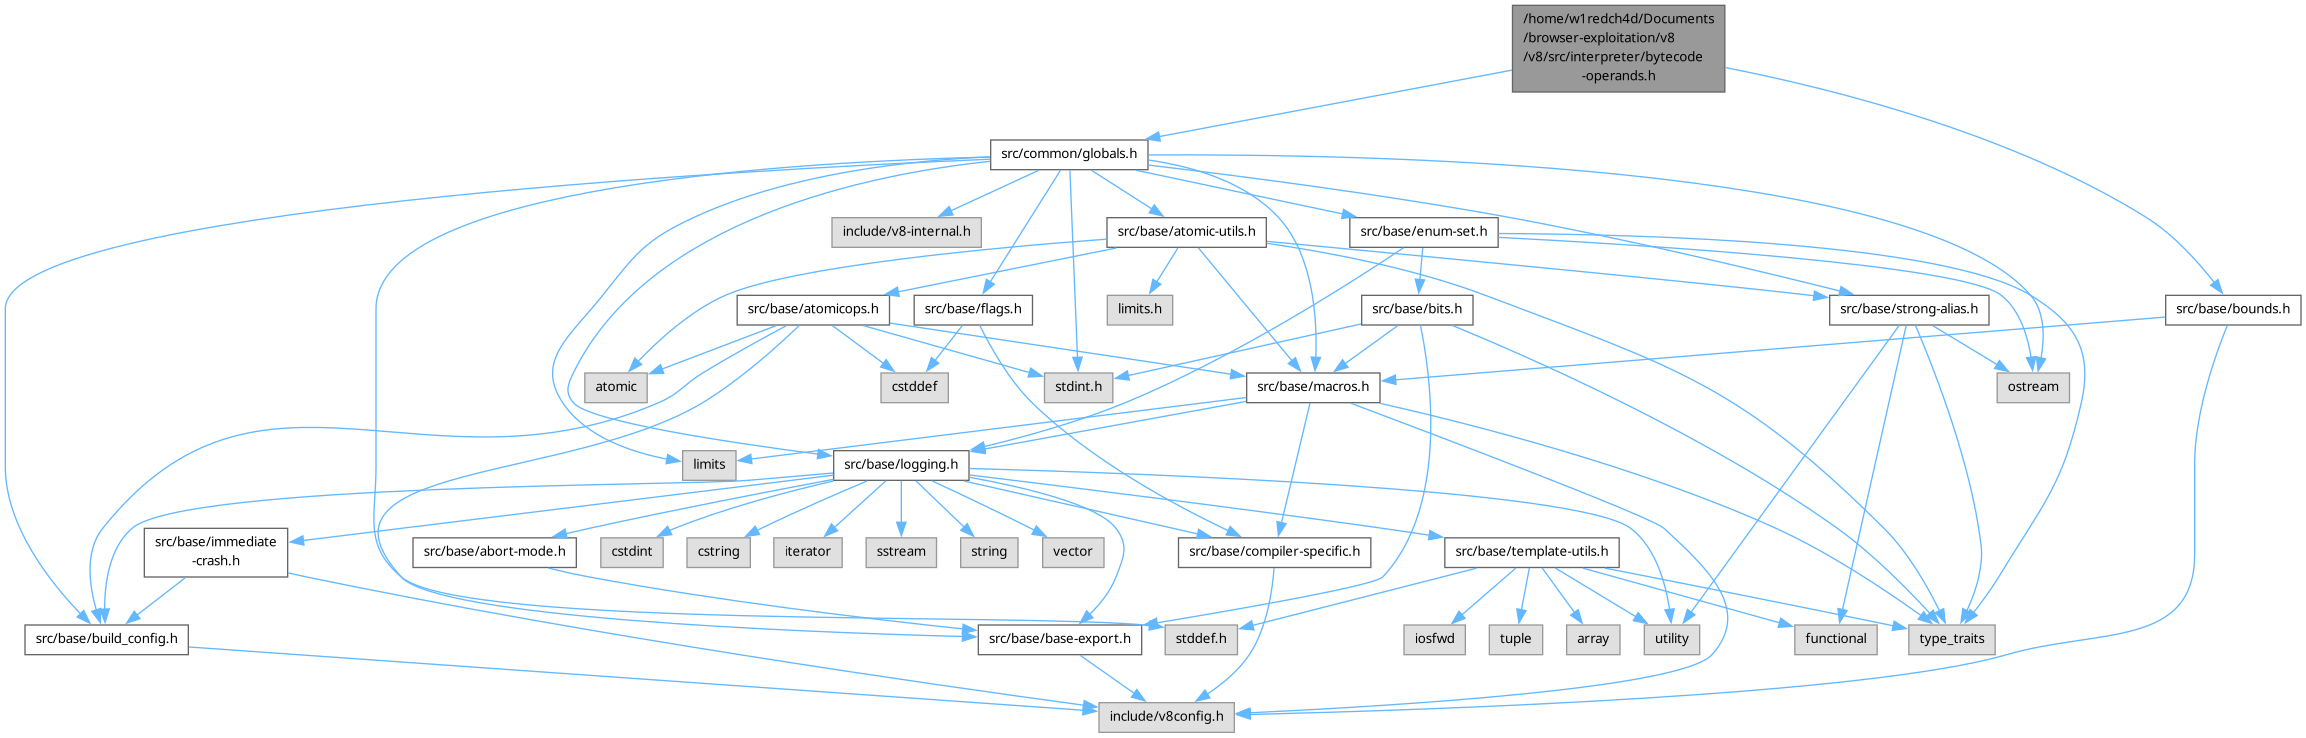 /home/w1redch4d/Documents
/browser-exploitation/v8
/v8/src/interpreter/bytecode
-operands.h
src/common/globals.h
include/v8-internal.h
src/base/atomic-utils.h
src/base/enum-set.h
src/base/atomicops.h
src/base/flags.h
limits.h
src/base/bits.h
src/base/strong-alias.h
src/base/bounds.h
atomic
cstddef
stdint.h
src/base/macros.h
ostream
limits
src/base/logging.h
src/base/immediate
-crash.h
src/base/abort-mode.h
cstdint
cstring
iterator
sstream
string
vector
src/base/compiler-specific.h
src/base/template-utils.h
src/base/build_config.h
src/base/base-export.h
stddef.h
iosfwd
tuple
array
utility
functional
type_traits
include/v8config.h